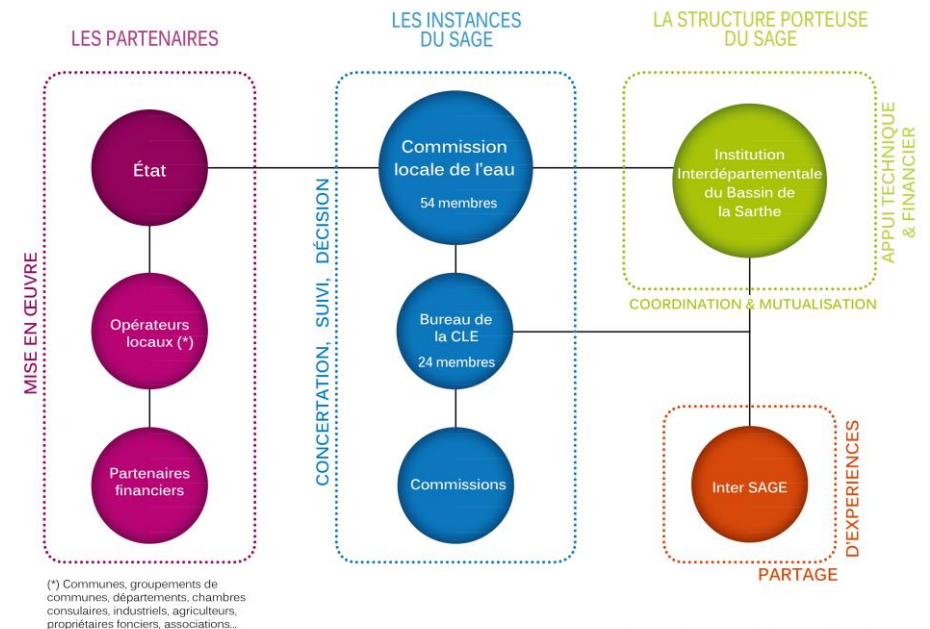 LES PARTENAIRES
LES INSTANCES
DU SAGE
LA STRUCTURE PORTEUSE
DU SAGE
MISE EN ŒUVRE
État
Opérateurs
locaux (*)
Partenaires
financiers
(*) Communes, groupements de
communes, départements, chambres
consulaires, industriels, agriculteurs,
propriétaires fonciers, associations...
CONCERTATION, SUIVI, DÉCISION
Commission
locale de l'eau
54 membres
Bureau de
la CLE
24 membres
Commissions
Institution
Interdépartementale
du Bassin de
la Sarthe
APPUI TECHNIQUE
& FINANCIER
COORDINATION & MUTUALISATION
Inter SAGE
PARTAGE
D'EXPERIENCES